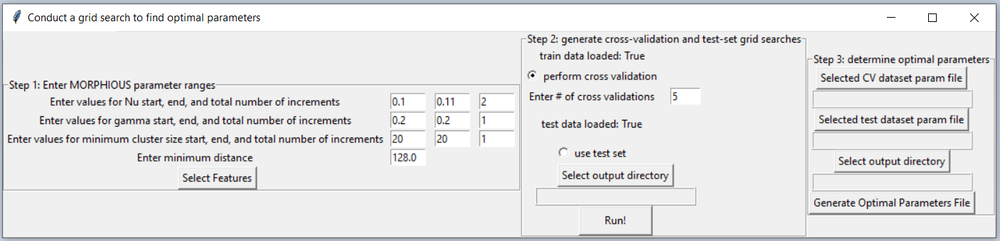 Conduct a grid search to find optimal parameters
Step 1: Enter MORPHIOUS parameter ranges
Enter values for Nu start, end, and total number of increments 0.1 0.11 2
Enter values for gamma start, end, and total number of increments 0.2 0.2 1
Enter values for minimum cluster size start, end, and total number of increments 20 20 1
Enter minimum distance 128.0
Select Features
Step 2: generate cross-validation and test-set grid searches
train data loaded: True
perform cross validation
Enter # of cross validations 5
test data loaded: True
use test set
Select output directory
Run!
Step 3: determine optimal parameters
Selected CV dataset param file
Selected test dataset param file
Select output directory
Generate Optimal Parameters File